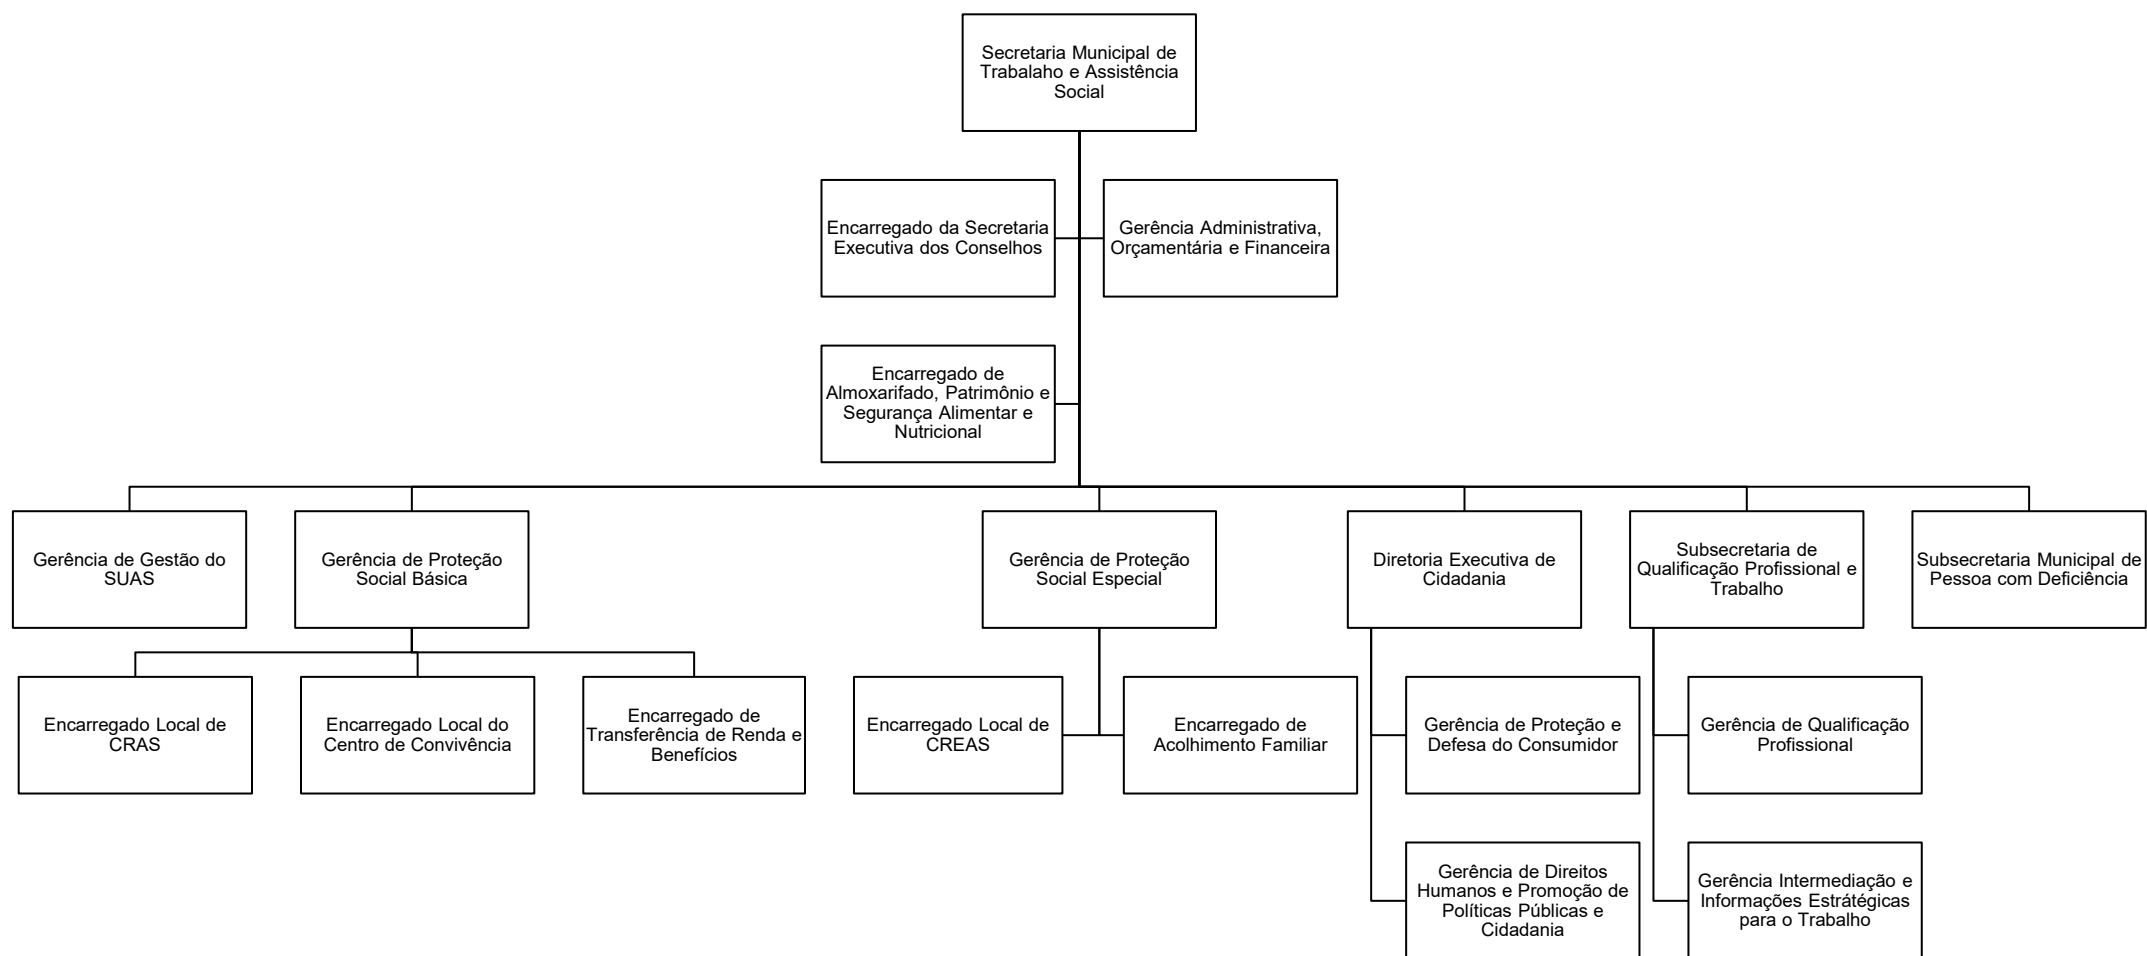 Secretaria Municipal de
Trabalaho e Assistência
Social
Encarregado da Secretaria
Executiva dos Conselhos
Gerência Administrativa,
Orçamentária e Financeira
Encarregado de
Almoxarifado, Patrimônio e
Segurança Alimentar e
Nutricional
Gerência de Gestão do
SUAS
Gerência de Proteção
Social Básica
Gerência de Proteção
Social Especial
Diretoria Executiva de
Cidadania
Subsecretaria de
Qualificação Profissional e
Trabalho
Subsecretaria Municipal de
Pessoa com Deficiência
Encarregado Local de
CRAS
Encarregado Local do
Centro de Convivência
Encarregado de
Transferência de Renda e
Benefícios
Encarregado Local de
CREAS
Encarregado de
Acolhimento Familiar
Gerência de Proteção e
Defesa do Consumidor
Gerência de Qualificação
Profissional
Gerência de Direitos
Humanos e Promoção de
Políticas Públicas e
Cidadania
Gerência Intermediação e
Informações Estrátégicas
para o Trabalho